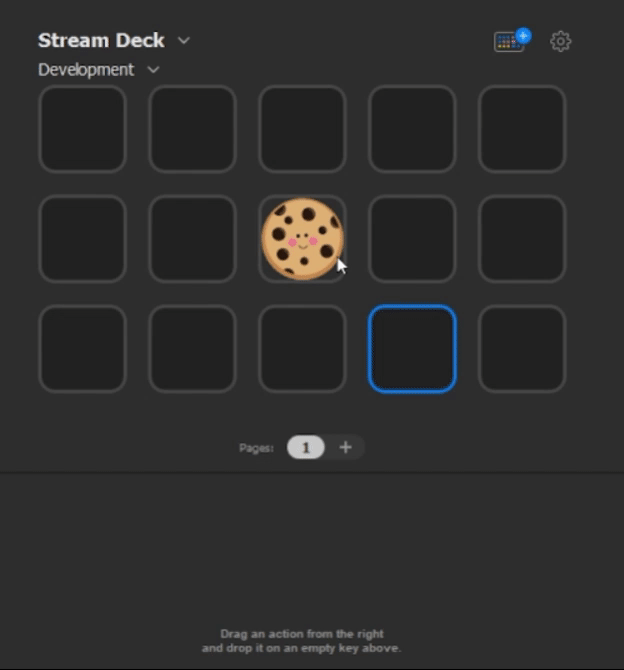 Stream Deck
Development
Pages:
1
+
Drag an action from the right
and drop it on an empty key above.